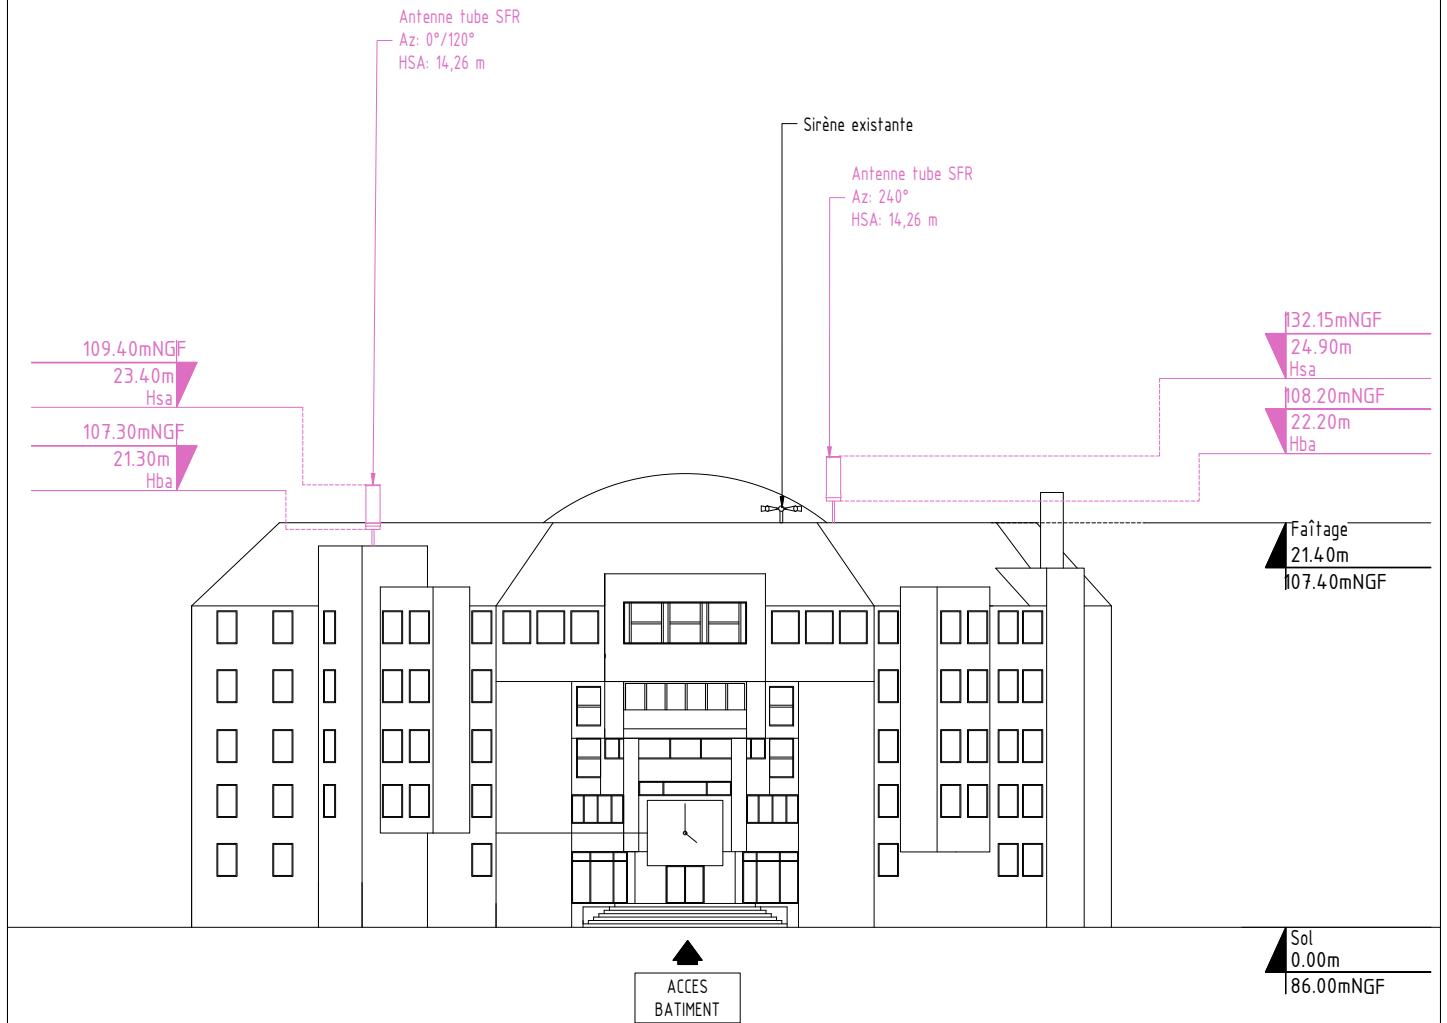 Antenne tube SFR
Az: 0°/120°
HSA: 14,26 m
Sirène existante
Antenne tube SFR
Az: 240°
HSA: 14,26 m
109.40mNGF
23.40m
Hsa
107.30mNGF
21.30m
Hba
132.15mNGF
24.90m
Hsa
108.20mNGF
22.20m
Hba
Faîtage
21.40m
107.40mNGF
Sol
0.00m
86.00mNGF
ACCES
BATIMENT